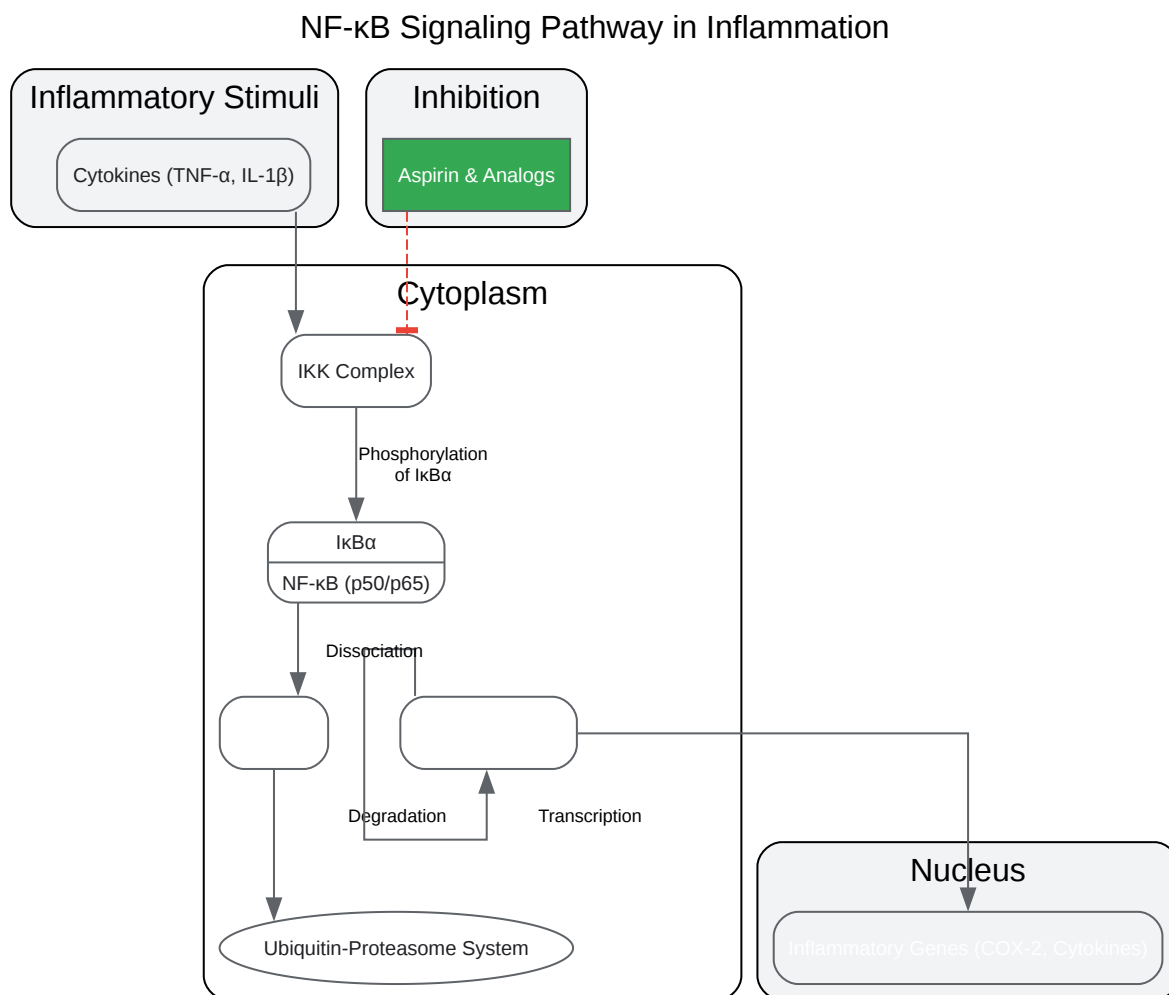 NF-κB Signaling Pathway in Inflammation
Inflammatory Stimuli
Inhibition
Cytokines (TNF-α, IL-1β)
Aspirin & Analogs
Cytoplasm
IKK Complex
Phosphorylation
of IκBα
IκBα
NF-κB (p50/p65)
Dissociation
Degradation
Transcription
Nucleus
Ubiquitin-Proteasome System
Inflammatory Genes (COX-2, Cytokines)